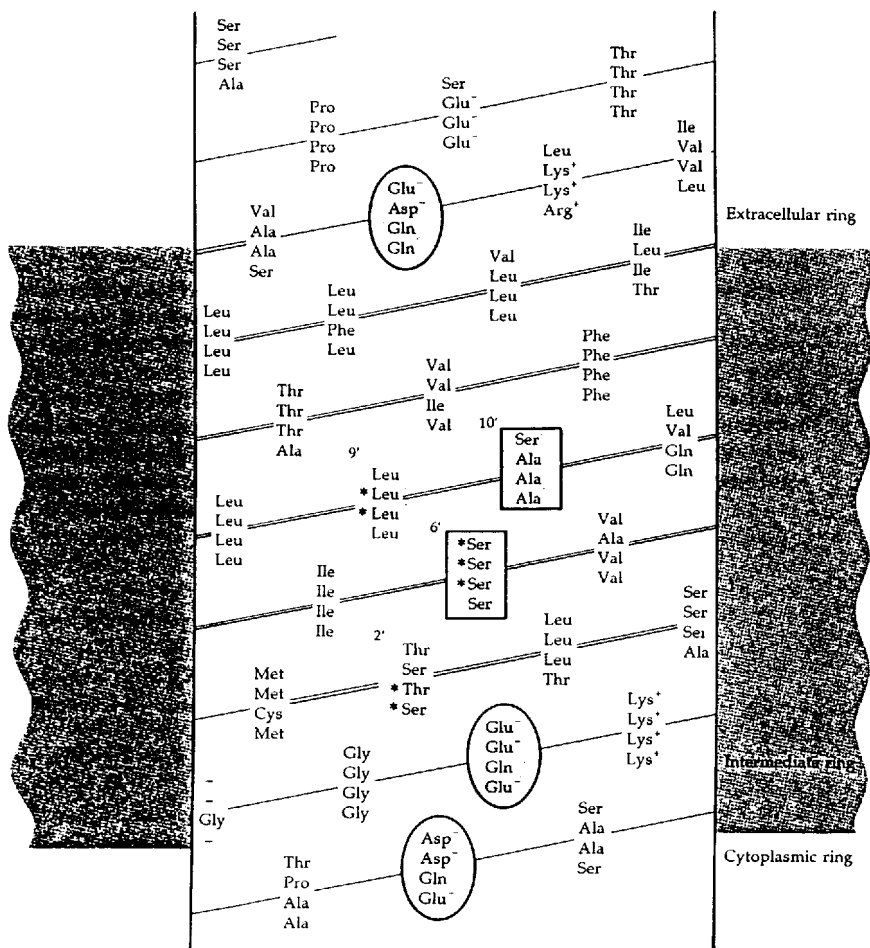 Ser
Ser
Ser
Ala
Thr
Thr
Thr
Thr
Ser
Glu⁻
Glu⁻
Glu⁻
Pro
Pro
Pro
Pro
Ile
Val
Val
Leu
Leu
Lys⁺
Lys⁺
Arg⁺
Glu⁻
Asp⁻
Gln
Gln
Val
Ala
Ala
Ser
Extracellular ring
Ile
Leu
Ile
Thr
Val
Leu
Leu
Leu
Leu
Leu
Phe
Leu
Leu
Leu
Leu
Leu
Phe
Phe
Phe
Phe
Val
Val
Ile
Val
Thr
Thr
Thr
Ala
Leu
Val
Gln
Gln
10′
Ser
Ala
Ala
Ala
9′
Leu
*Leu
*Leu
Leu
Leu
Leu
Leu
Leu
Val
Ala
Val
Val
6′
*Ser
*Ser
*Ser
Ser
Ile
Ile
Ile
Ile
Ser
Ser
Ser
Ala
Leu
Leu
Leu
Thr
2′
Thr
Ser
*Thr
*Ser
Met
Met
Cys
Met
Lys⁺
Lys⁺
Lys⁺
Lys⁺
Intermediate ring
Glu⁻
Glu⁻
Gln
Glu⁻
Gly
Gly
Gly
Gly
–
–
Gly
–
Ser
Ala
Ala
Ser
Cytoplasmic ring
Asp⁻
Asp⁻
Gln
Glu⁻
Thr
Pro
Ala
Ala